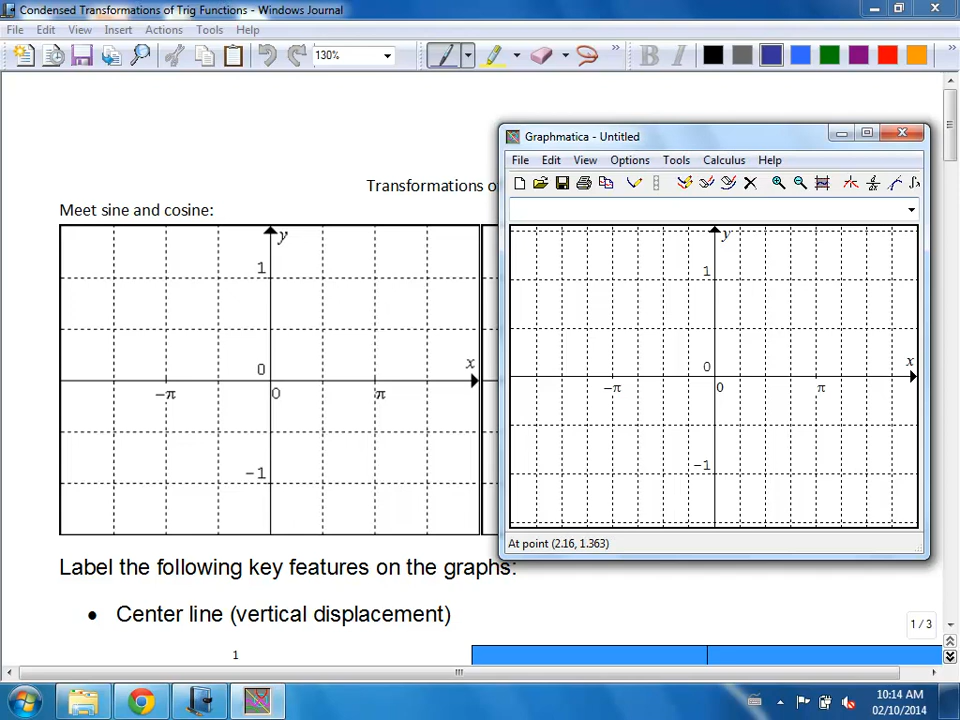 Condensed Transformations of Trig Functions - Windows Journal
File Edit View Insert Actions Tools Help
130%
B I
Transformations o
Meet sine and cosine:
y
1
0
x
−π
0
π
−1
Graphmatica - Untitled
File Edit View Options Tools Calculus Help
y
1
0
x
−π
0
π
−1
At point (2.16, 1.363)
Label the following key features on the graphs:
• Center line (vertical displacement)
1
1 / 3
10:14 AM
02/10/2014